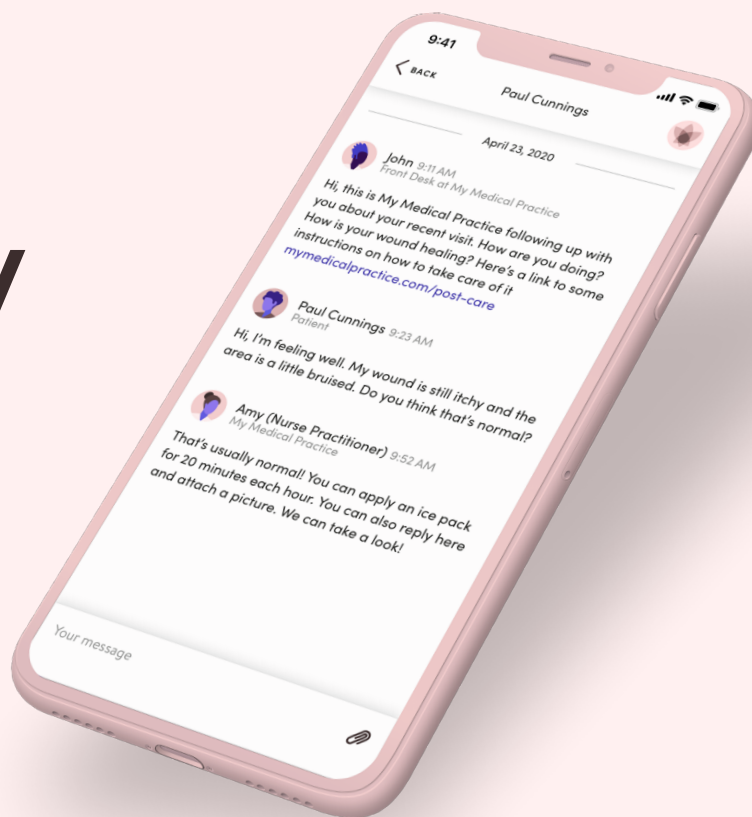 9:41
BACK
Paul Cunnings
April 23, 2020
John 9:11 AM
Front Desk at My Medical Practice
Hi, this is My Medical Practice following up with
you about your recent visit. How are you doing?
How is your wound healing? Here's a link to some
instructions on how to take care of it
mymedicalpractice.com/post-care
Paul Cunnings 9:23 AM
Patient
Hi, I'm feeling well. My wound is still itchy and the
area is a little bruised. Do you think that's normal?
Amy (Nurse Practitioner) 9:52 AM
My Medical Practice
That's usually normal! You can apply an ice pack
for 20 minutes each hour. You can also reply here
and attach a picture. We can take a look!
Your message